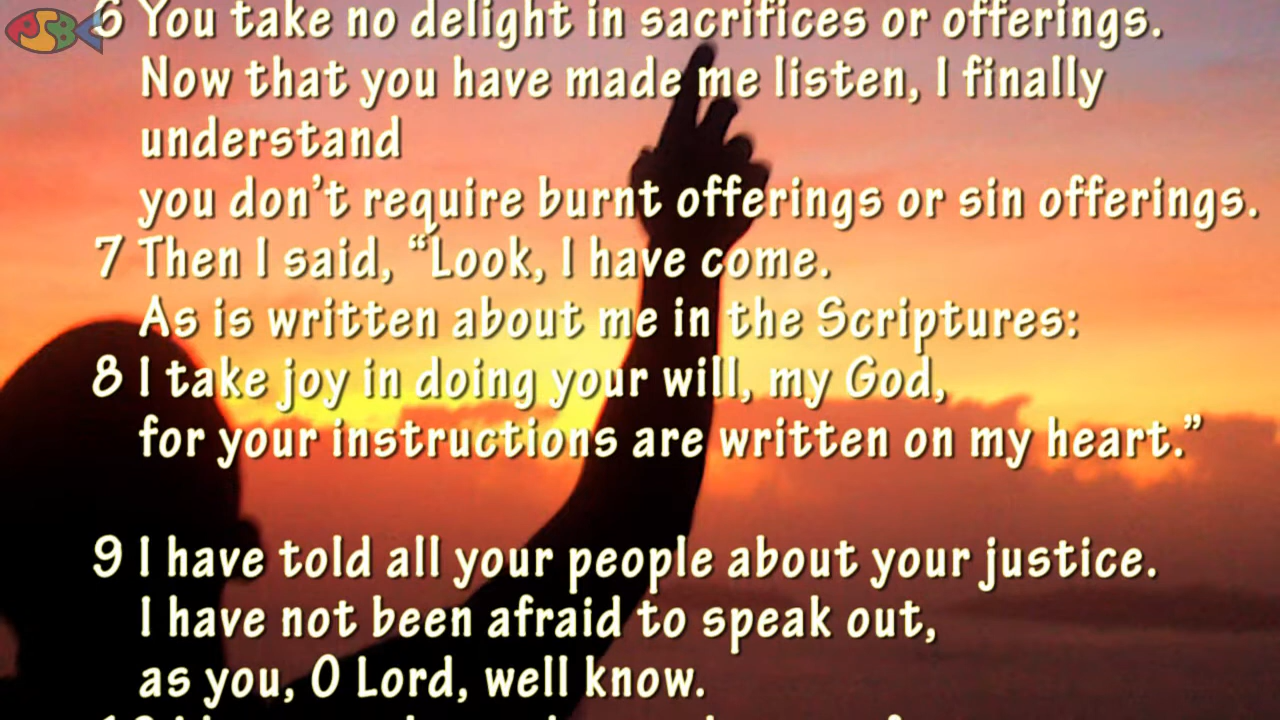 NSBC
6 You take no delight in sacrifices or offerings.
Now that you have made me listen, I finally
understand
you don’t require burnt offerings or sin offerings.
7 Then I said, “Look, I have come.
As is written about me in the Scriptures:
8 I take joy in doing your will, my God,
for your instructions are written on my heart.”
9 I have told all your people about your justice.
I have not been afraid to speak out,
as you, O Lord, well know.